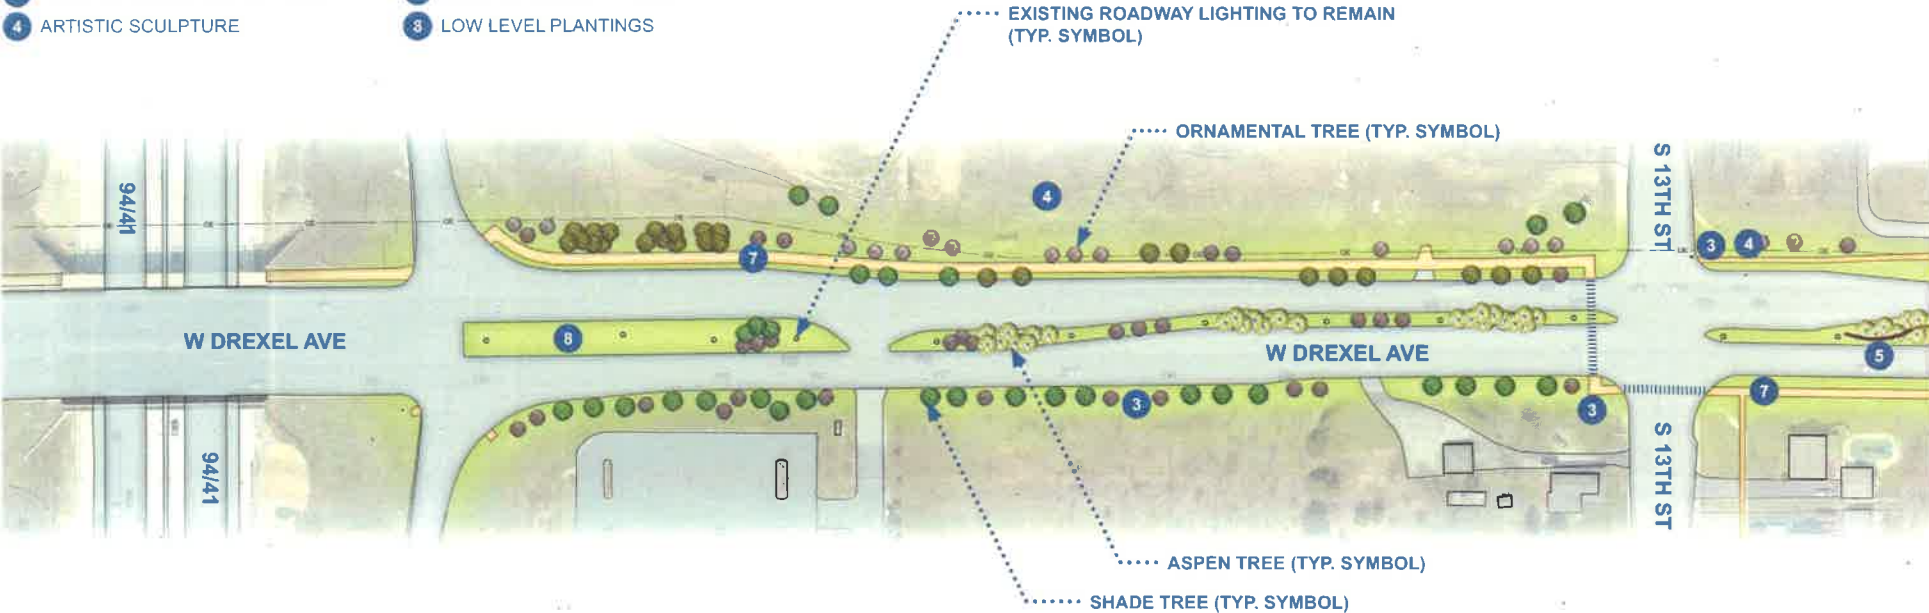 4 ARTISTIC SCULPTURE
8 LOW LEVEL PLANTINGS
EXISTING ROADWAY LIGHTING TO REMAIN
(TYP. SYMBOL)
ORNAMENTAL TREE (TYP. SYMBOL)
94/41
S 13TH ST
4
3
4
7
W DREXEL AVE
8
W DREXEL AVE
5
3
3
7
94/41
S 13TH ST
ASPEN TREE (TYP. SYMBOL)
SHADE TREE (TYP. SYMBOL)